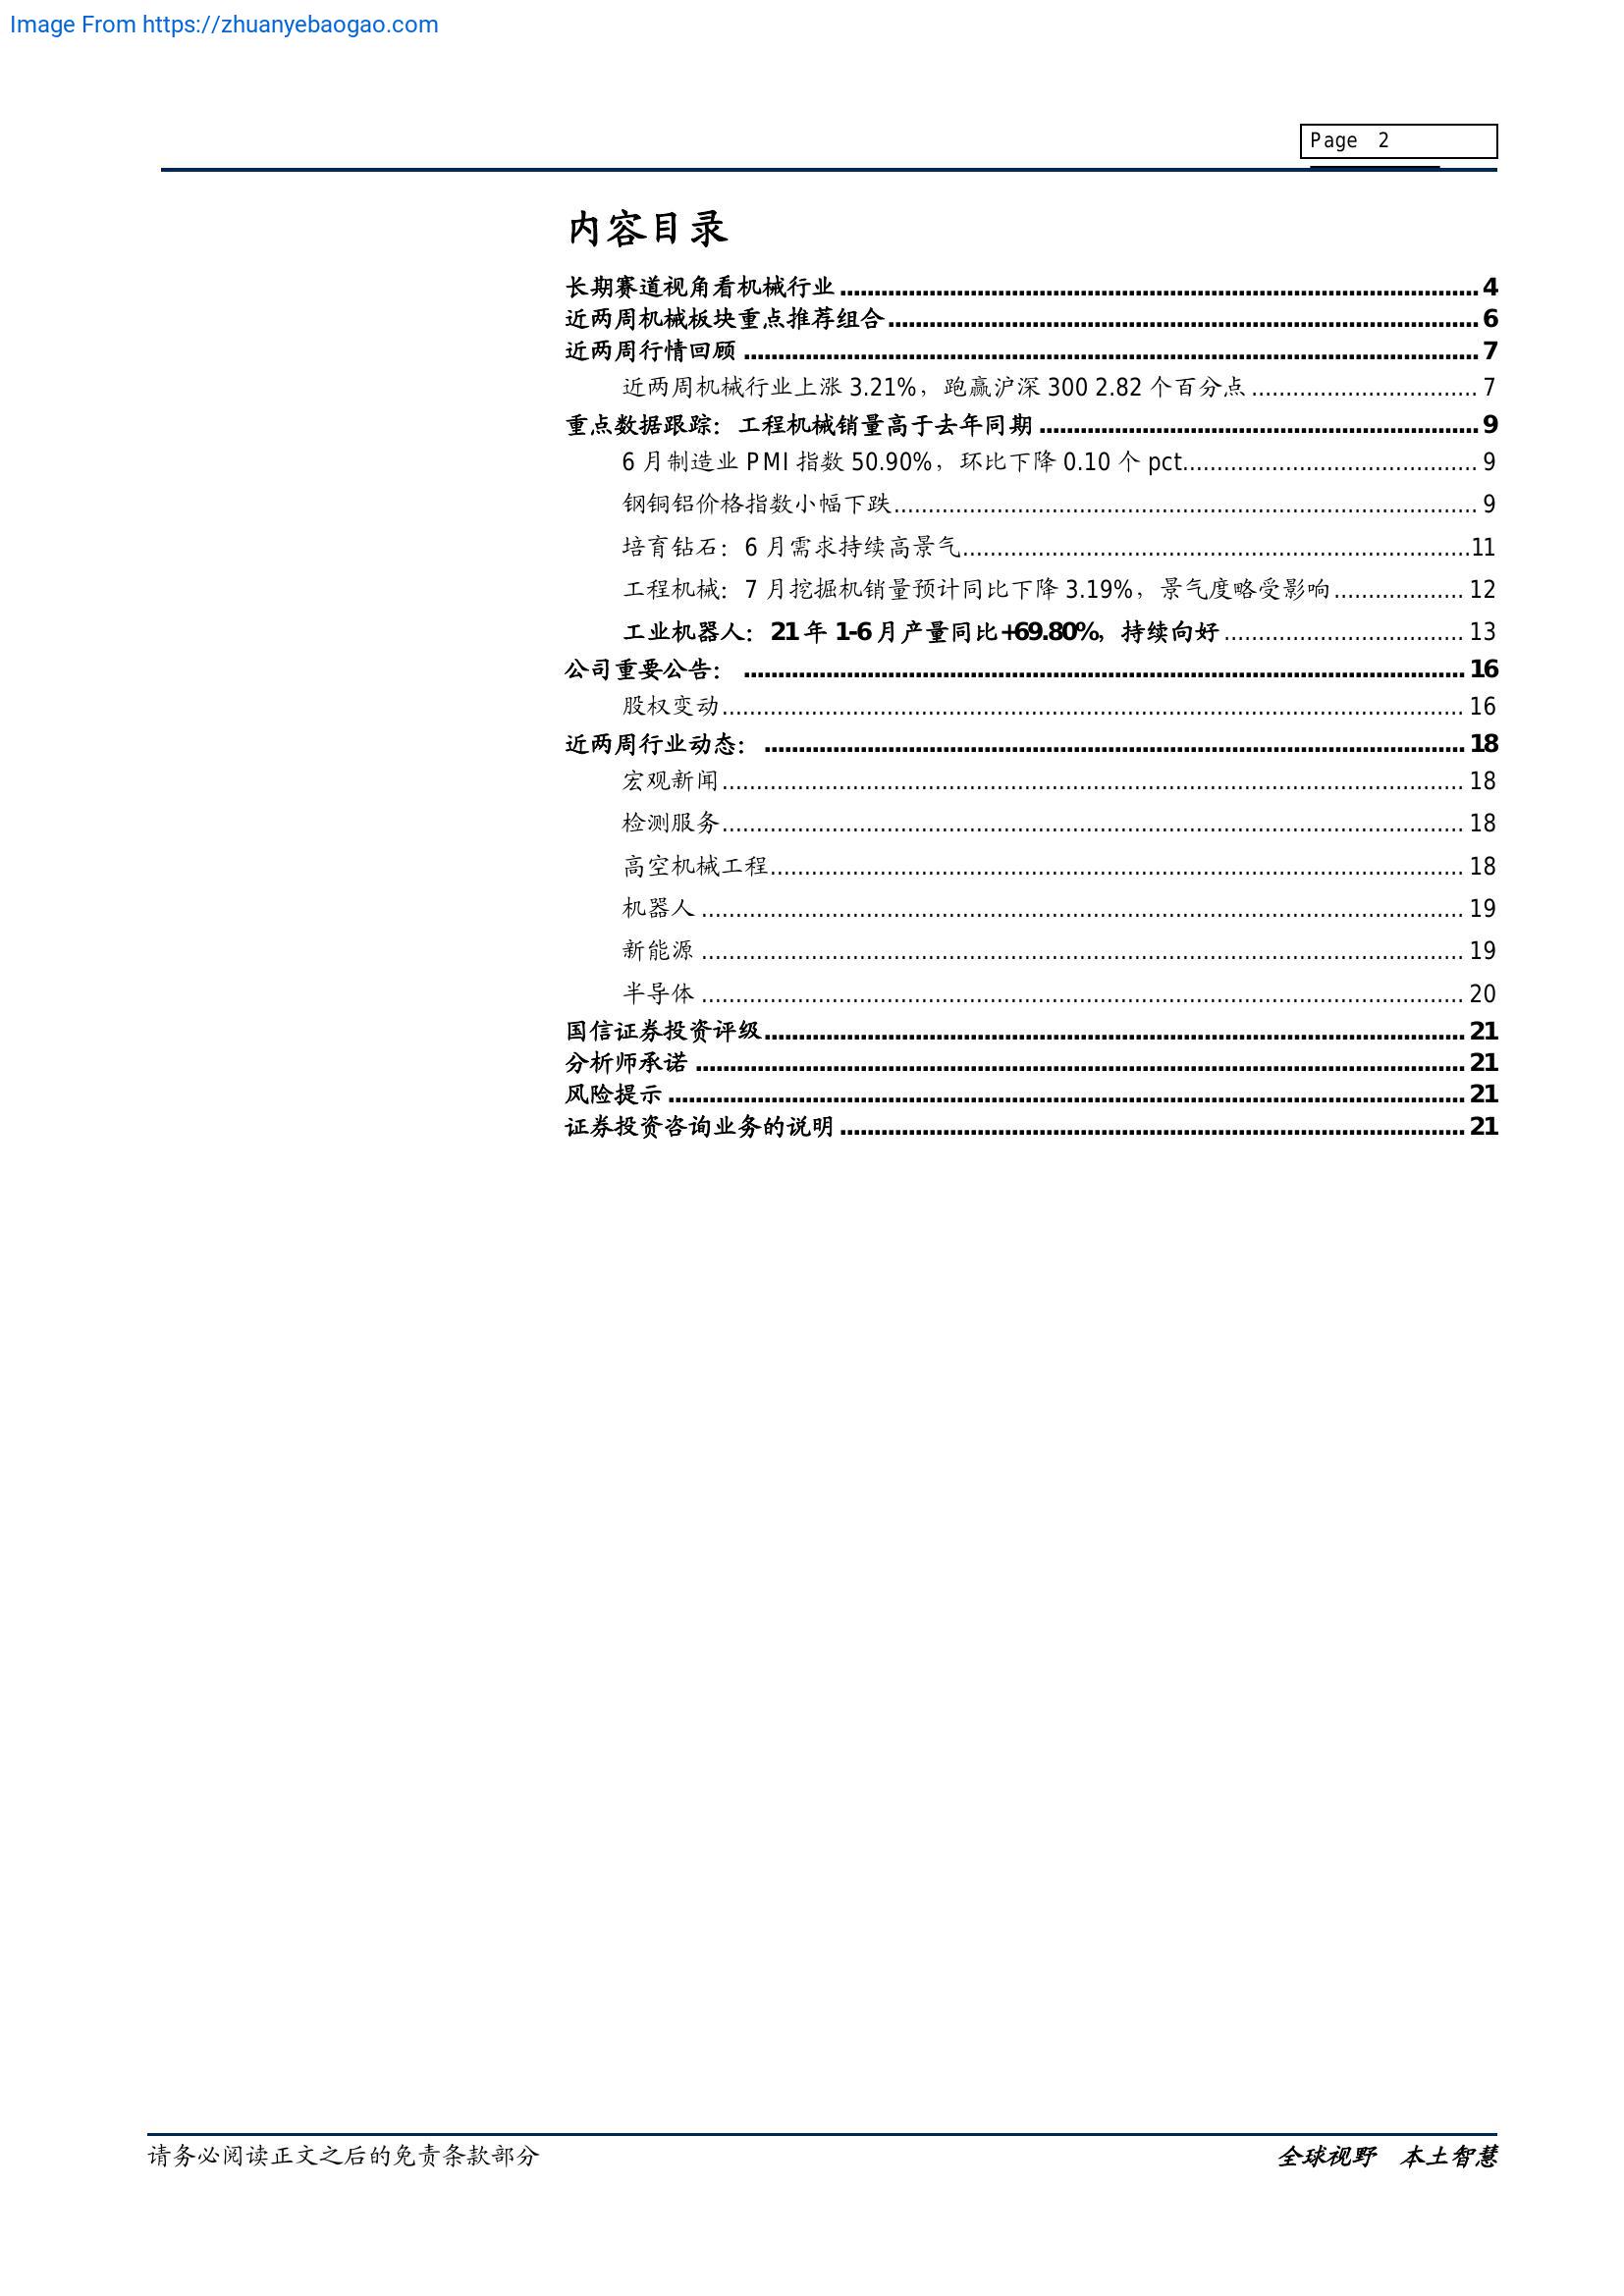 Image From https://zhuanyebaogao.com
Page 2
内容目录
长期赛道视角看机械行业........................................ 4
近两周机械板块重点推荐组合........................................ 6
近两周行情回顾........................................ 7
近两周机械行业上涨 3.21%，跑赢沪深 300 2.82 个百分点........................................ 7
重点数据跟踪：工程机械销量高于去年同期........................................ 9
6 月制造业 PMI 指数 50.90%，环比下降 0.10 个 pct........................................ 9
钢铜铝价格指数小幅下跌........................................ 9
培育钻石：6 月需求持续高景气........................................ 11
工程机械：7 月挖掘机销量预计同比下降 3.19%，景气度略受影响........................................ 12
工业机器人：21 年 1-6 月产量同比+69.80%，持续向好........................................ 13
公司重要公告：........................................ 16
股权变动........................................ 16
近两周行业动态：........................................ 18
宏观新闻........................................ 18
检测服务........................................ 18
高空机械工程........................................ 18
机器人........................................ 19
新能源........................................ 19
半导体........................................ 20
国信证券投资评级........................................ 21
分析师承诺........................................ 21
风险提示........................................ 21
证券投资咨询业务的说明........................................ 21
请务必阅读正文之后的免责条款部分
全球视野 本土智慧